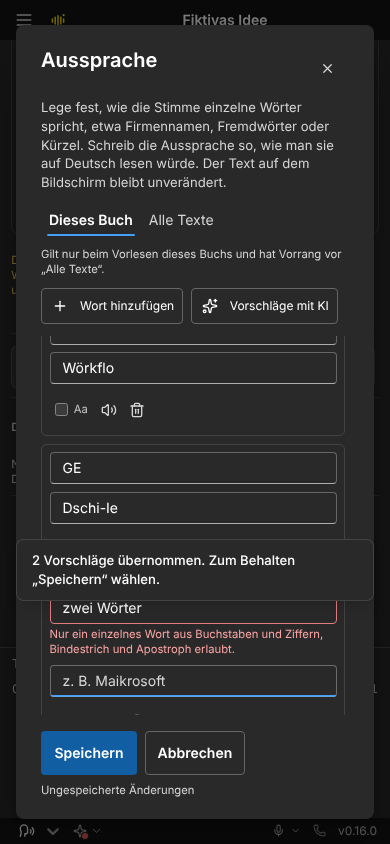 Fiktivas Idee
Aussprache
Lege fest, wie die Stimme einzelne Wörter
spricht, etwa Firmennamen, Fremdwörter oder
Kürzel. Schreib die Aussprache so, wie man sie
auf Deutsch lesen würde. Der Text auf dem
Bildschirm bleibt unverändert.
Dieses Buch Alle Texte
Gilt nur beim Vorlesen dieses Buchs und hat Vorrang vor
„Alle Texte“.
Wort hinzufügen Vorschläge mit KI
Wörkflo
Aa
GE
Dschi-Ie
2 Vorschläge übernommen. Zum Behalten
„Speichern“ wählen.
zwei Wörter
Nur ein einzelnes Wort aus Buchstaben und Ziffern,
Bindestrich und Apostroph erlaubt.
z. B. Maikrosoft
Speichern Abbrechen
Ungespeicherte Änderungen
v0.16.0